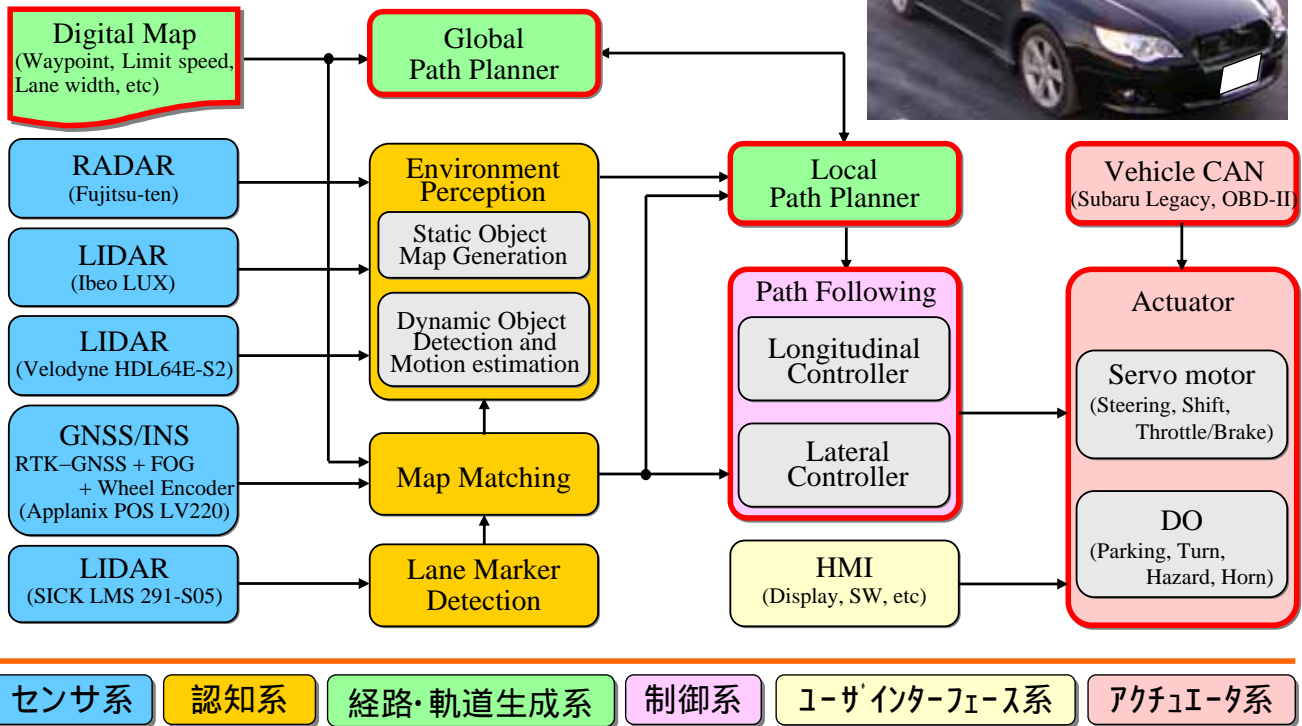 Digital Map
(Waypoint, Limit speed,
Lane width, etc)
Global
Path Planner
RADAR
(Fujitsu-ten)
LIDAR
(Ibeo LUX)
LIDAR
(Velodyne HDL64E-S2)
GNSS/INS
RTK–GNSS + FOG
+ Wheel Encoder
(Applanix POS LV220)
LIDAR
(SICK LMS 291-S05)
Environment
Perception
Static Object
Map Generation
Dynamic Object
Detection and
Motion estimation
Map Matching
Lane Marker
Detection
Local
Path Planner
Path Following
Longitudinal
Controller
Lateral
Controller
HMI
(Display, SW, etc)
Vehicle CAN
(Subaru Legacy, OBD-II)
Actuator
Servo motor
(Steering, Shift,
Throttle/Brake)
DO
(Parking, Turn,
Hazard, Horn)
センサ系
認知系
経路・軌道生成系
制御系
ユーザインターフェース系
アクチュエータ系